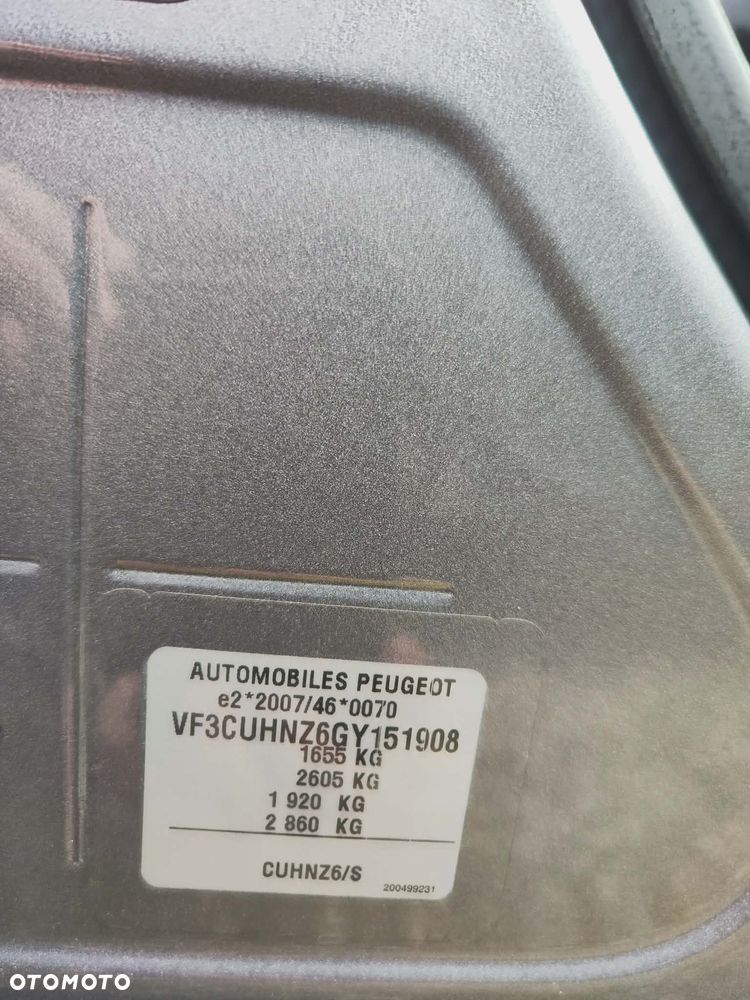 AUTOMOBILES PEUGEOT
e2*2007/46*0070
VF3CUHNZ6GY151908
1655 KG
2605 KG
1 920 KG
2 860 KG
CUHNZ6/S
200499231
OTOMOTO